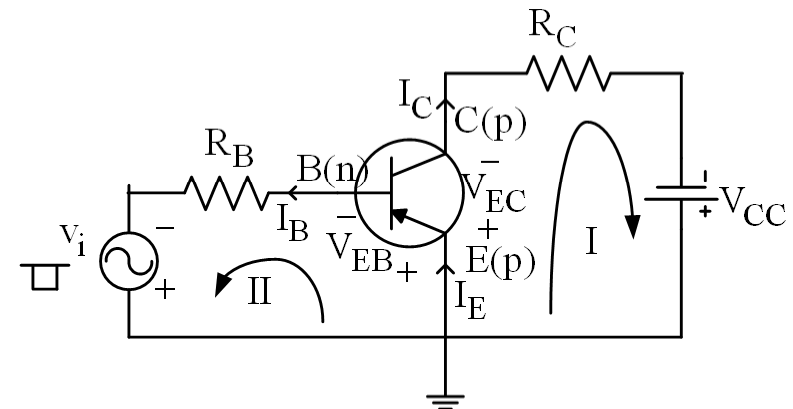 R_C
I_C
C(p)
R_B
B(n)
−
V_EC
−
V_CC
+
I_B
−
V_EB
+
+
E(p)
I_E
v_i
−
+
I
II